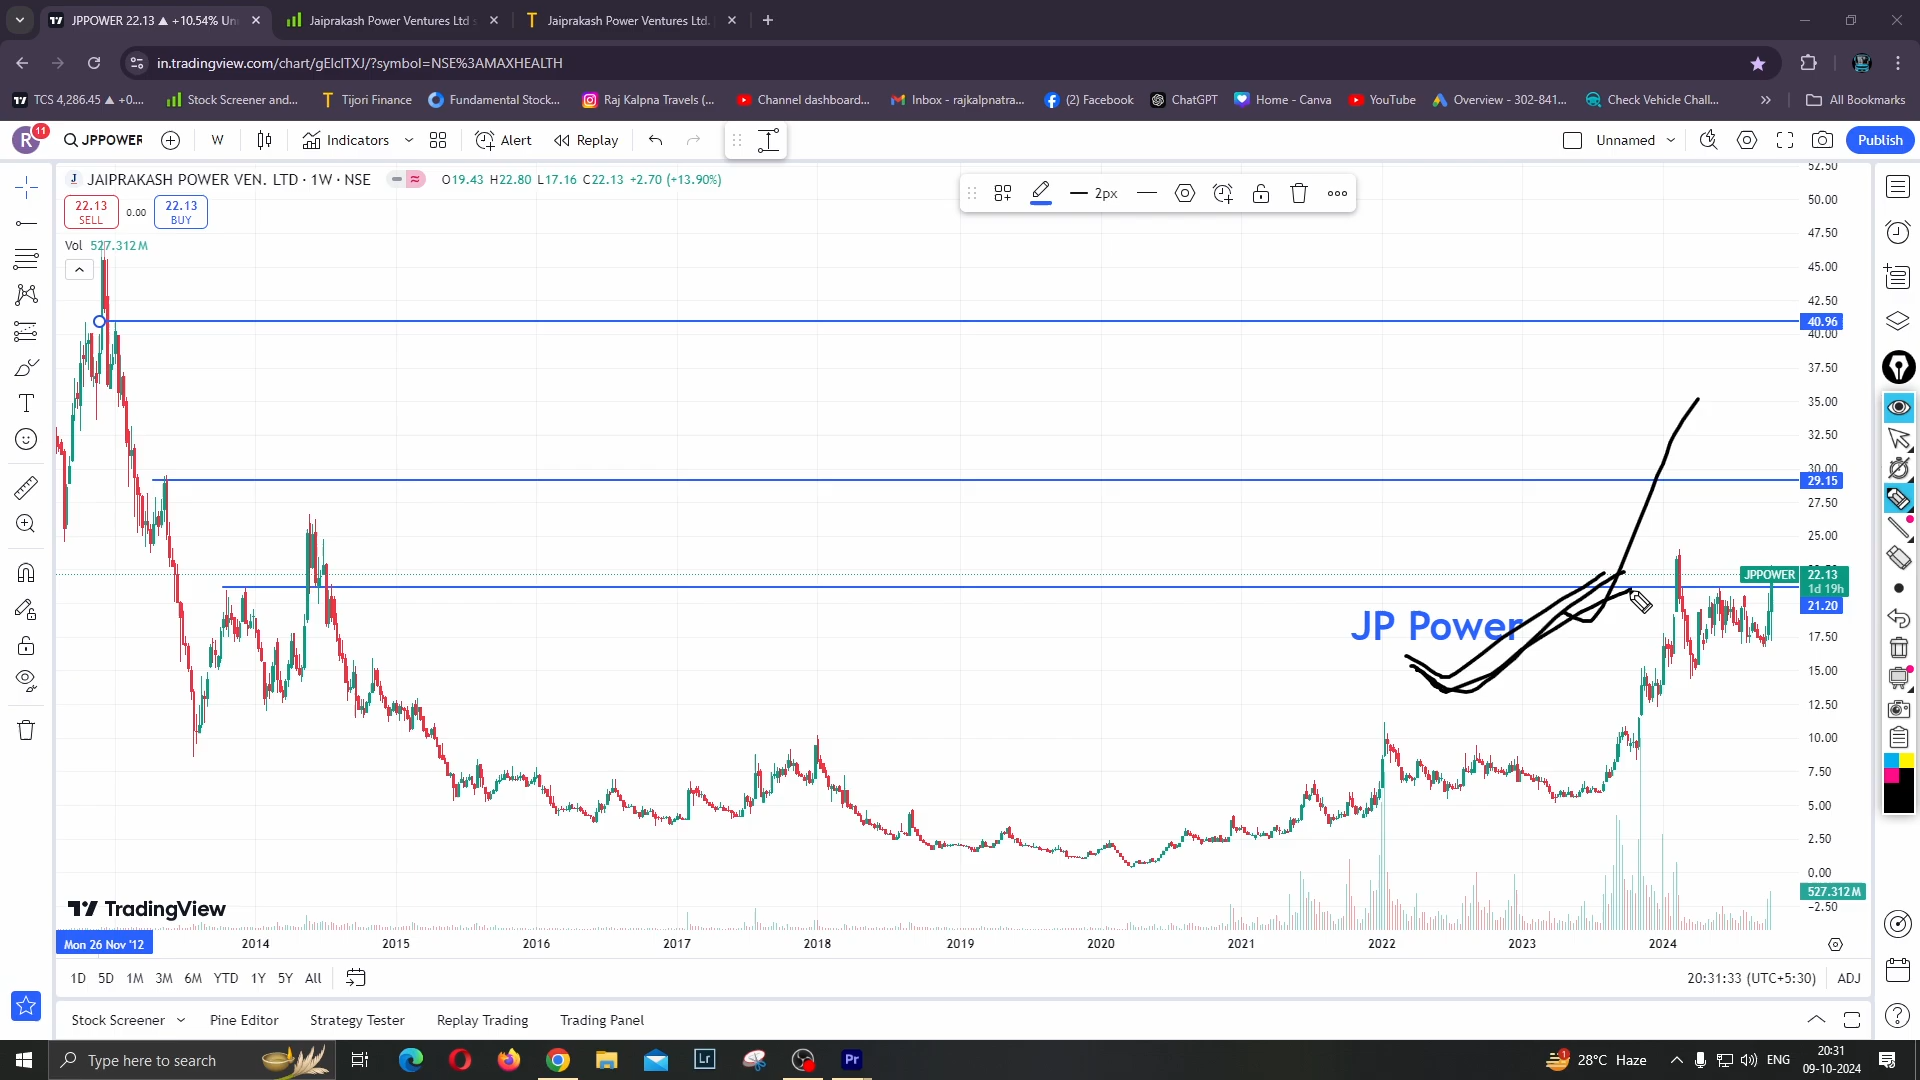 JPPOWER 22.13 ▲ +10.54% Un
Jaiprakash Power Ventures Ltd s
Jaiprakash Power Ventures Ltd.
in.tradingview.com/chart/gEIcITXJ/?symbol=NSE%3AMAXHEALTH
TCS 4,286.45 ▲ +0....
Stock Screener and...
Tijori Finance
Fundamental Stock...
Raj Kalpna Travels (...
Channel dashboard...
Inbox - rajkalpnatra...
(2) Facebook
ChatGPT
Home - Canva
YouTube
Overview - 302-841...
Check Vehicle Chall...
All Bookmarks
R 11
JPPOWER
W
Indicators
Alert
Replay
Unnamed
Publish
JAIPRAKASH POWER VEN. LTD · 1W · NSE
O19.43 H22.80 L17.16 C22.13 +2.70 (+13.90%)
22.13 SELL
0.00
22.13 BUY
2px
Vol 527.312M
52.50
50.00
47.50
45.00
42.50
40.96
40.00
37.50
35.00
32.50
30.00
29.15
27.50
25.00
JPPOWER 22.13
1d 19h
21.20
JP Power
17.50
15.00
12.50
10.00
7.50
5.00
2.50
0.00
527.312M
−2.50
TradingView
Mon 26 Nov '12
2014
2015
2016
2017
2018
2019
2020
2021
2022
2023
2024
1D 5D 1M 3M 6M YTD 1Y 5Y All
20:31:33 (UTC+5:30)
ADJ
Stock Screener
Pine Editor
Strategy Tester
Replay Trading
Trading Panel
Type here to search
Lr
Pr
1
28°C Haze
ENG
20:31
09-10-2024